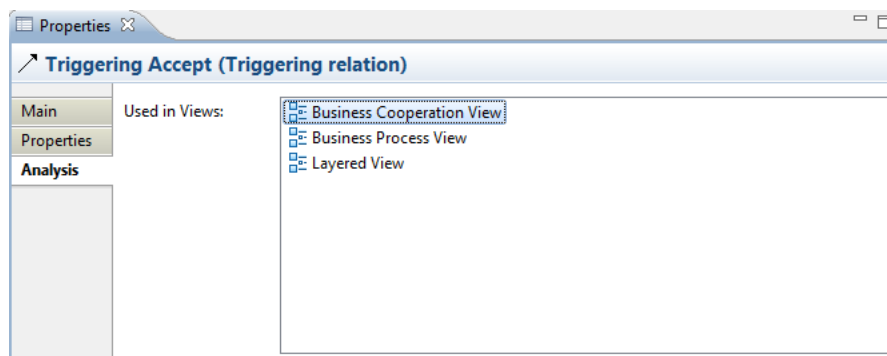 Properties
Triggering Accept (Triggering relation)
Main
Used in Views:
Business Cooperation View
Properties
Business Process View
Analysis
Layered View